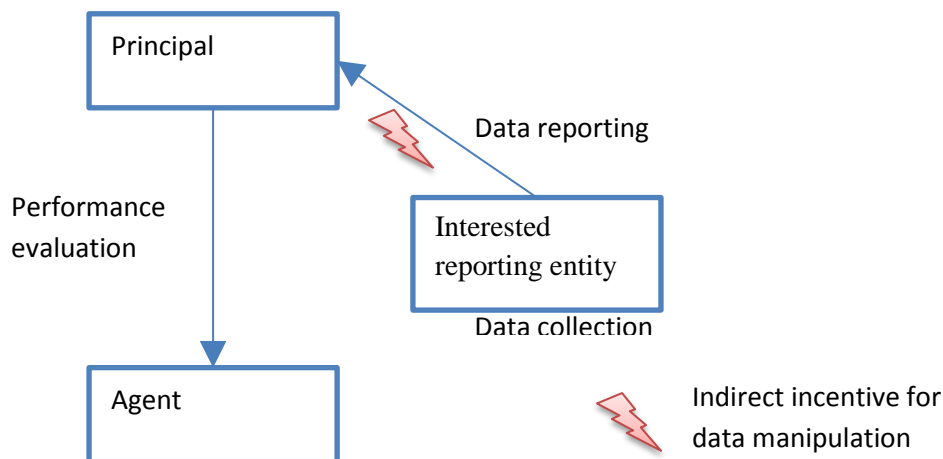 Principal
Data reporting
Performance
evaluation
Interested
reporting entity
Data collection
Agent
Indirect incentive for
data manipulation